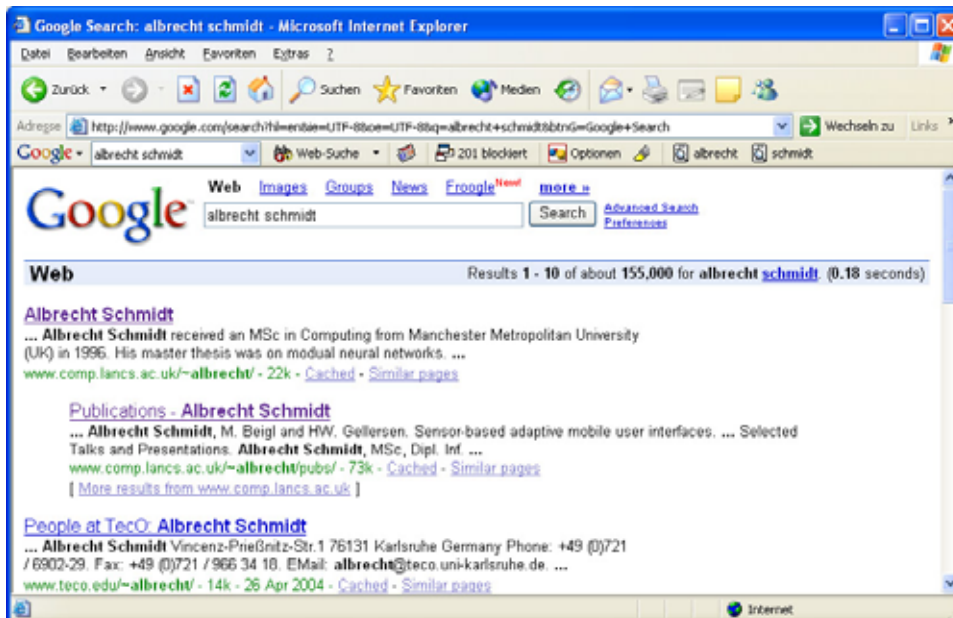 Google Search: albrecht schmidt - Microsoft Internet Explorer
Datei Bearbeiten Ansicht Favoriten Extras ?
Zurück Suchen Favoriten Medien
Adresse http://www.google.com/search?hl=en&ie=UTF-8&oe=UTF-8&q=albrecht+schmidt&btnG=Google+Search Wechseln zu Links »
Google albrecht schmidt Web-Suche 201 blockiert Optionen albrecht schmidt
Web Images Groups News Froogle New! more »
Google albrecht schmidt Search Advanced Search
Preferences
Web Results 1 - 10 of about 155,000 for albrecht schmidt. (0.18 seconds)
Albrecht Schmidt
... Albrecht Schmidt received an MSc in Computing from Manchester Metropolitan University
(UK) in 1996. His master thesis was on modual neural networks. ...
www.comp.lancs.ac.uk/~albrecht/ - 22k - Cached - Similar pages
Publications - Albrecht Schmidt
... Albrecht Schmidt, M. Beigl and HW. Gellersen. Sensor-based adaptive mobile user interfaces. ... Selected
Talks and Presentations. Albrecht Schmidt, MSc, Dipl. Inf. ...
www.comp.lancs.ac.uk/~albrecht/pubs/ - 73k - Cached - Similar pages
[ More results from www.comp.lancs.ac.uk ]
People at TecO: Albrecht Schmidt
... Albrecht Schmidt Vincenz-Prießnitz-Str.1 76131 Karlsruhe Germany Phone: +49 (0)721
/ 6902-29. Fax: +49 (0)721 / 966 34 18. EMail: albrecht@teco.uni-karlsruhe.de. ...
www.teco.edu/~albrecht/ - 14k - 26 Apr 2004 - Cached - Similar pages
Internet